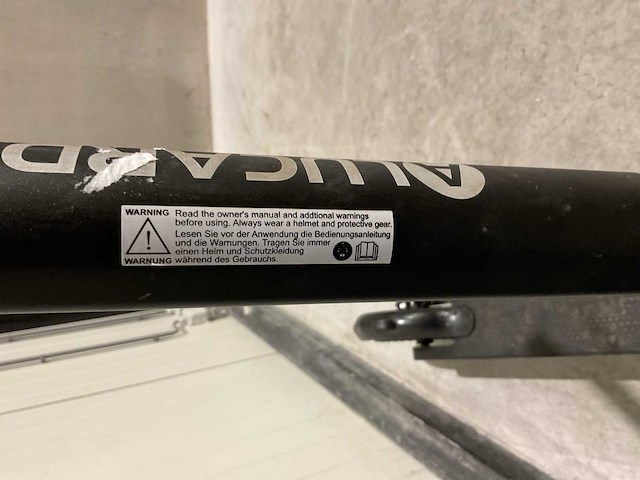 ALUCARD
WARNING
Read the owner's manual and addtional warnings
before using. Always wear a helmet and protective gear.
Lesen Sie vor der Anwendung die Bedienungsanleitung
und die Warnungen. Tragen Sie immer
einen Helm und Schutzkleidung
WARNUNG
während des Gebrauchs.